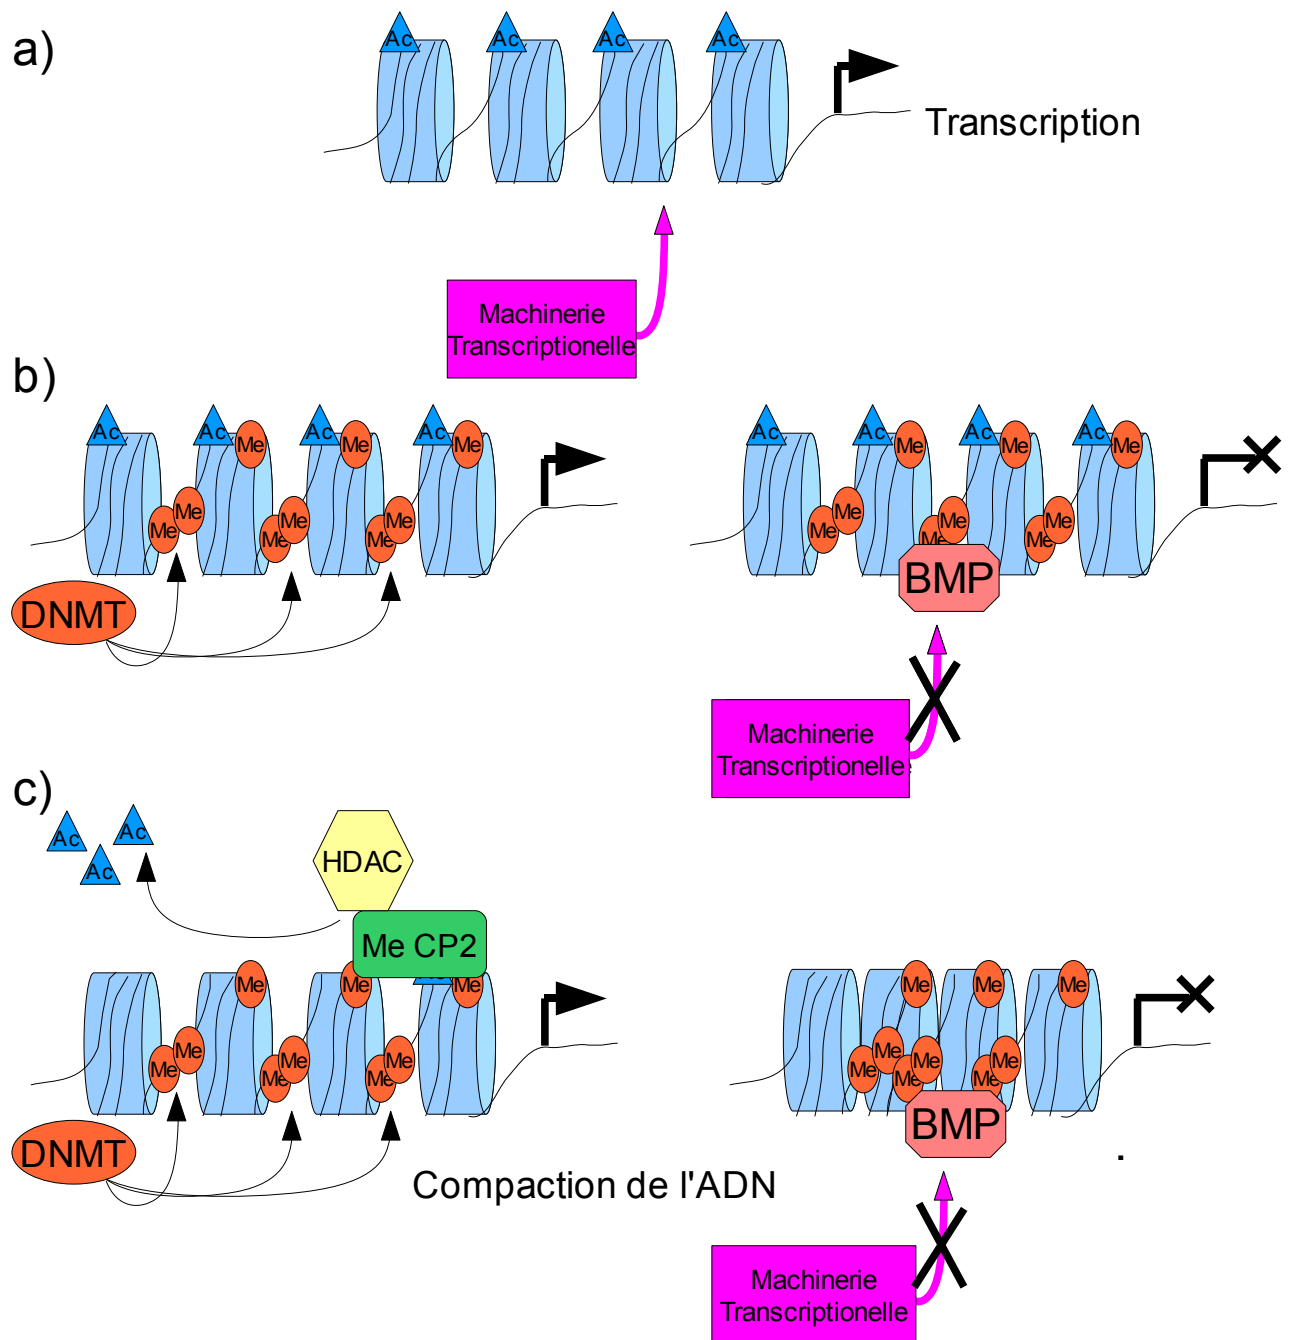 a)
Ac Ac Ac Ac
Transcription
Machinerie
Transcriptionelle
b)
Ac Ac Me Ac Me Ac Me
Me Me Me Me Me Me
DNMT
Ac Ac Me Ac Me Ac Me
Me Me Me Me Me Me
BMP
Machinerie
Transcriptionelle
c)
Ac Ac Ac
HDAC
Me CP2
Me Me Ac Me
Me Me Me Me Me Me
DNMT
Compaction de l'ADN
Me Me Me
Me Me Me Me Me Me
BMP
.
Machinerie
Transcriptionelle